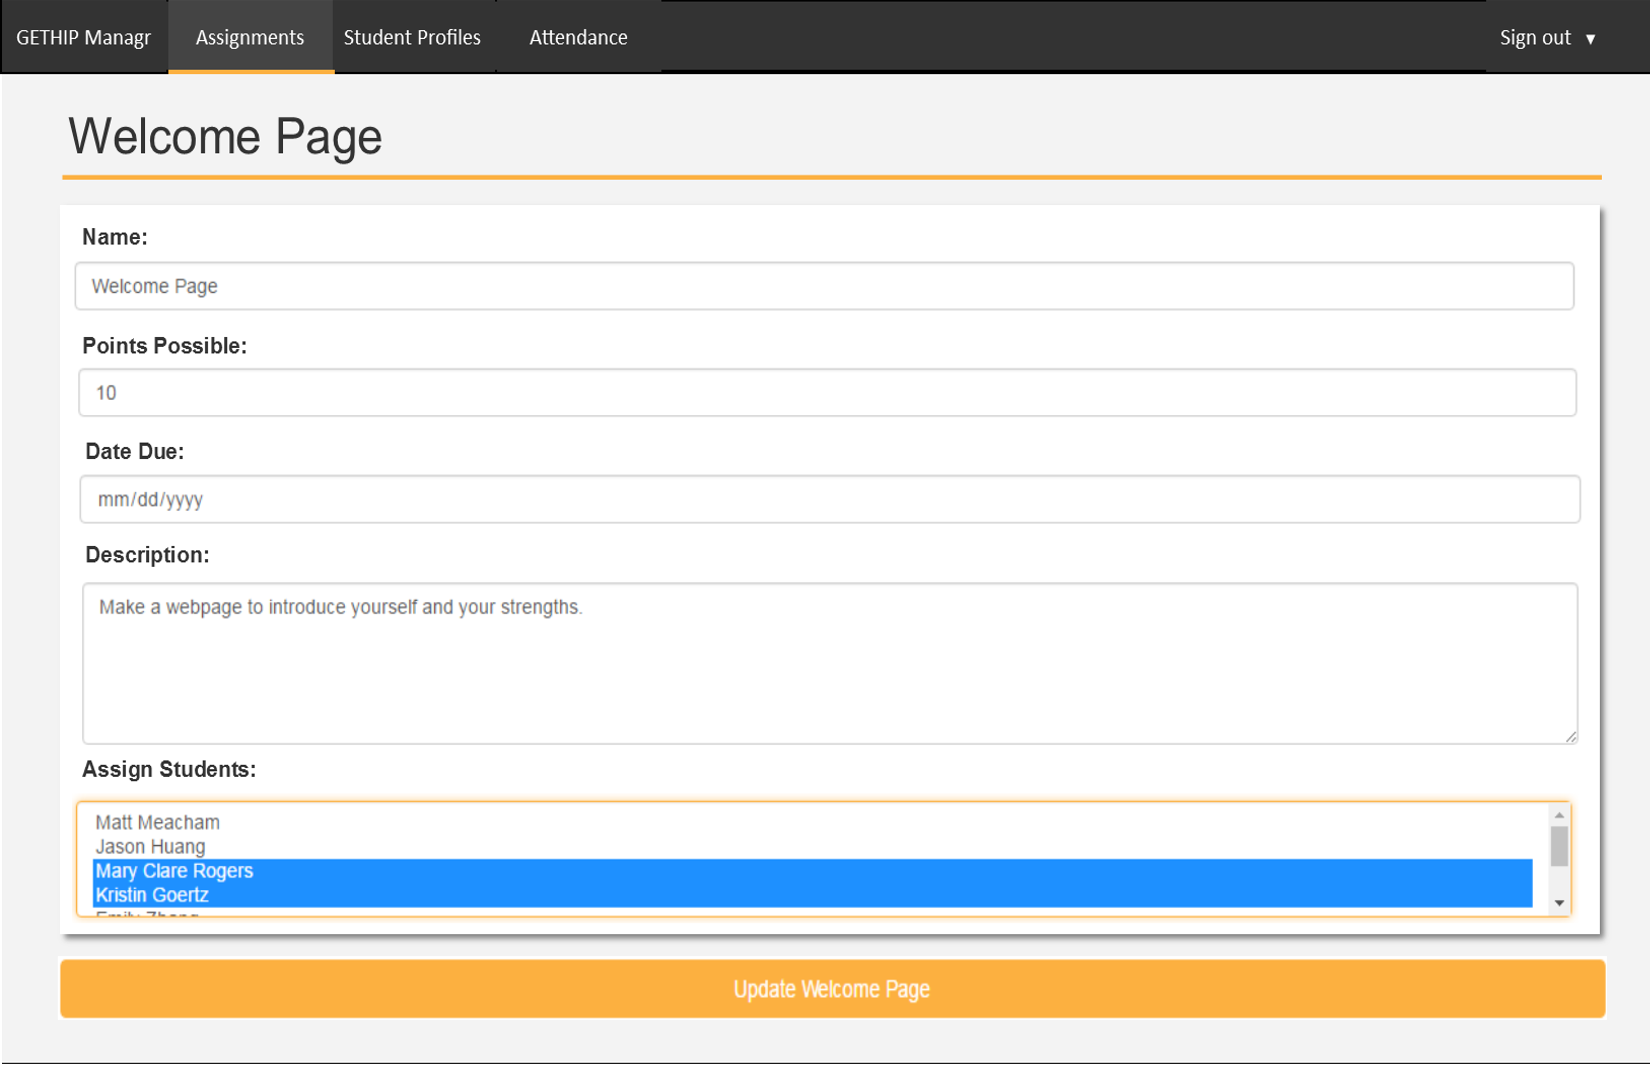 GETHIP Managr Assignments Student Profiles Attendance Sign out ▼
Welcome Page
Name:
Welcome Page
Points Possible:
10
Date Due:
mm/dd/yyyy
Description:
Make a webpage to introduce yourself and your strengths.
Assign Students:
Matt Meacham
Jason Huang
Mary Clare Rogers
Kristin Goertz
Update Welcome Page